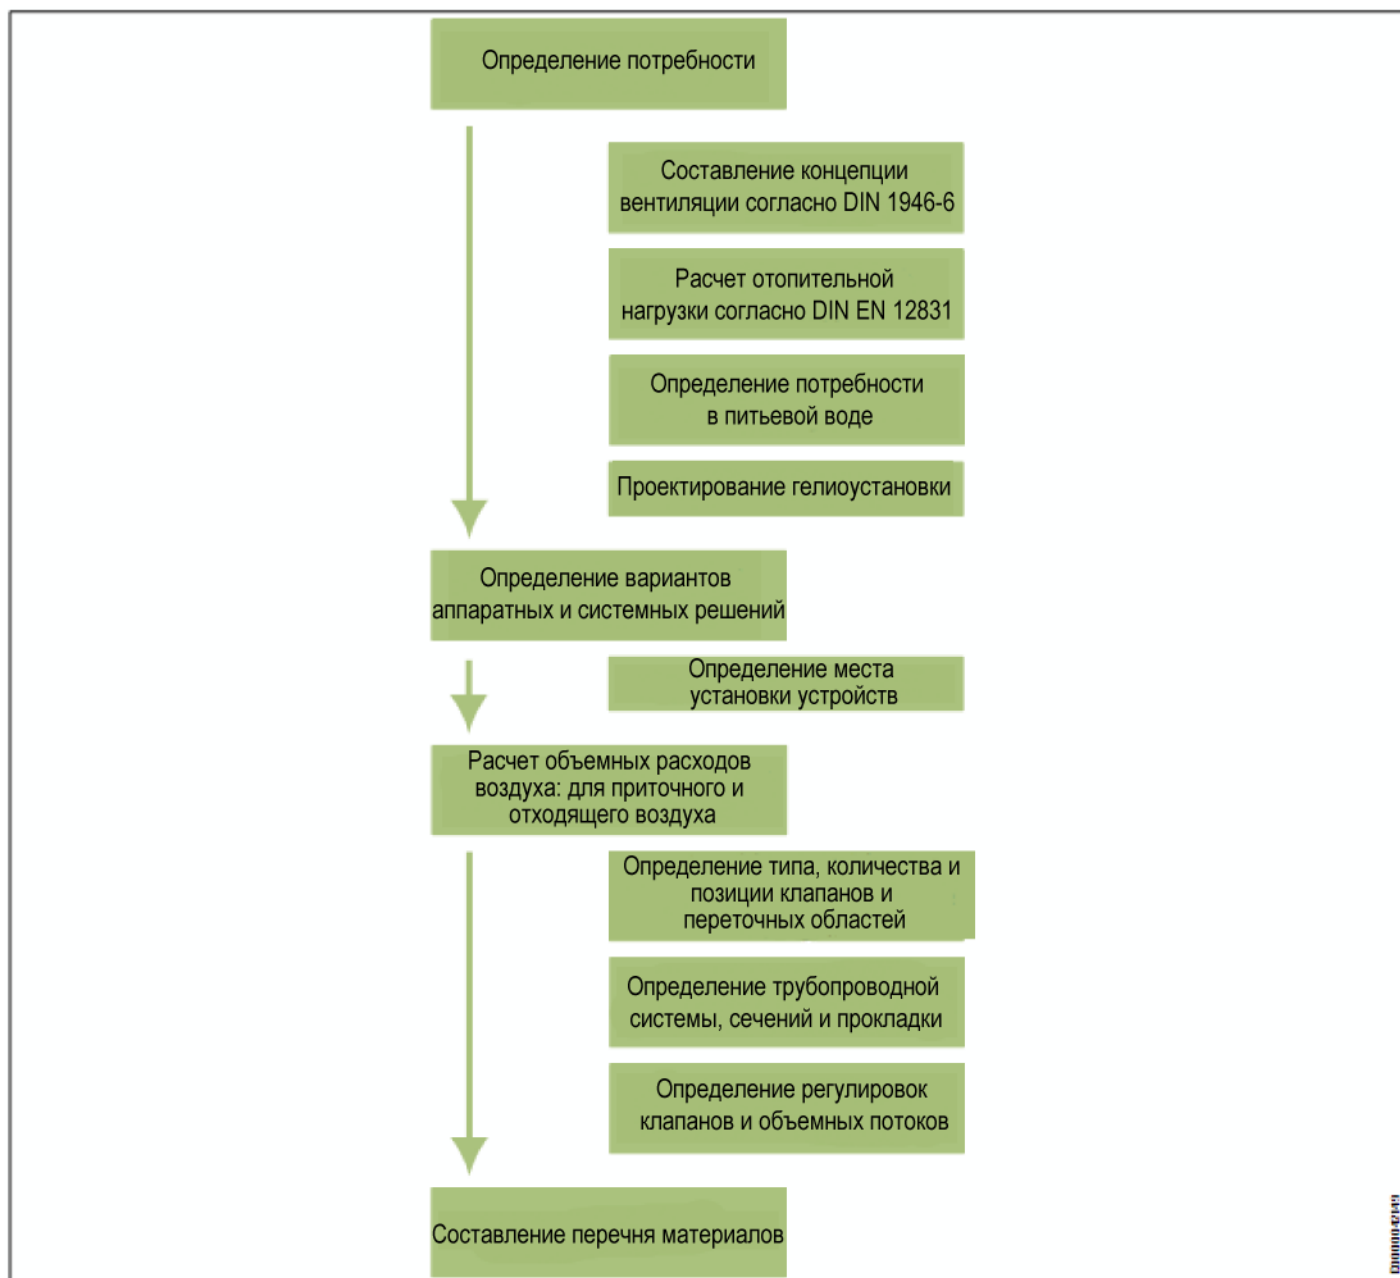 Определение потребности
Составление концепции
вентиляции согласно DIN 1946-6
Расчет отопительной
нагрузки согласно DIN EN 12831
Определение потребности
в питьевой воде
Проектирование гелиоустановки
Определение вариантов
аппаратных и системных решений
Определение места
установки устройств
Расчет объемных расходов
воздуха: для приточного и
отходящего воздуха
Определение типа, количества и
позиции клапанов и
переточных областей
Определение трубопроводной
системы, сечений и прокладки
Определение регулировок
клапанов и объемных потоков
Составление перечня материалов